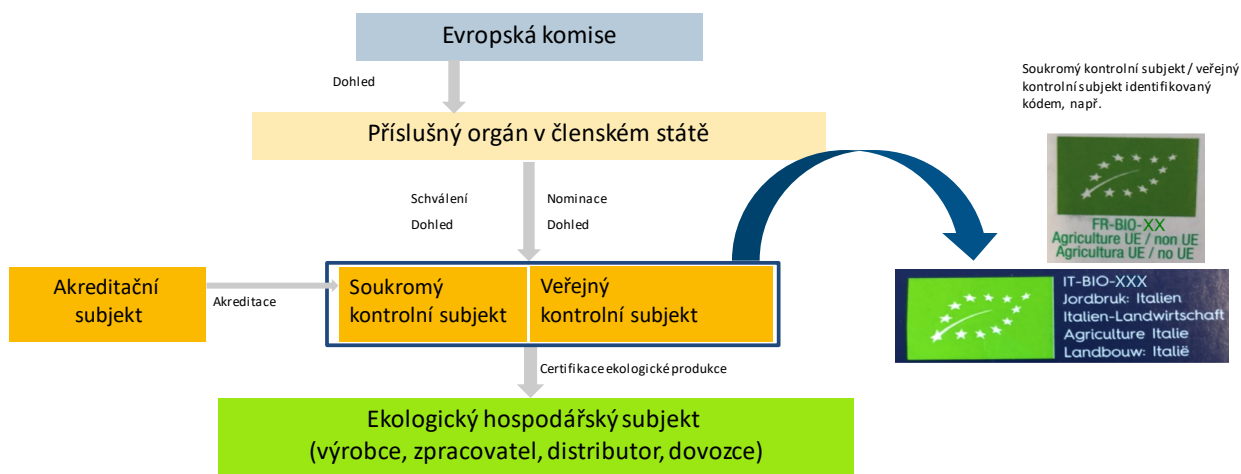 Evropská komise
Dohled
Soukromý kontrolní subjekt / veřejný
kontrolní subjekt identifikovaný
kódem, např.
Příslušný orgán v členském státě
Schválení
Dohled
Nominace
Dohled
FR-BIO-XX
Agriculture UE / non UE
Agricultura UE / no UE
Akreditační
subjekt
Akreditace
Soukromý
kontrolní subjekt
Veřejný
kontrolní subjekt
IT-BIO-XXX
Jordbruk: Italien
Italien-Landwirtschaft
Agriculture Italie
Landbouw: Italië
Certifikace ekologické produkce
Ekologický hospodářský subjekt
(výrobce, zpracovatel, distributor, dovozce)